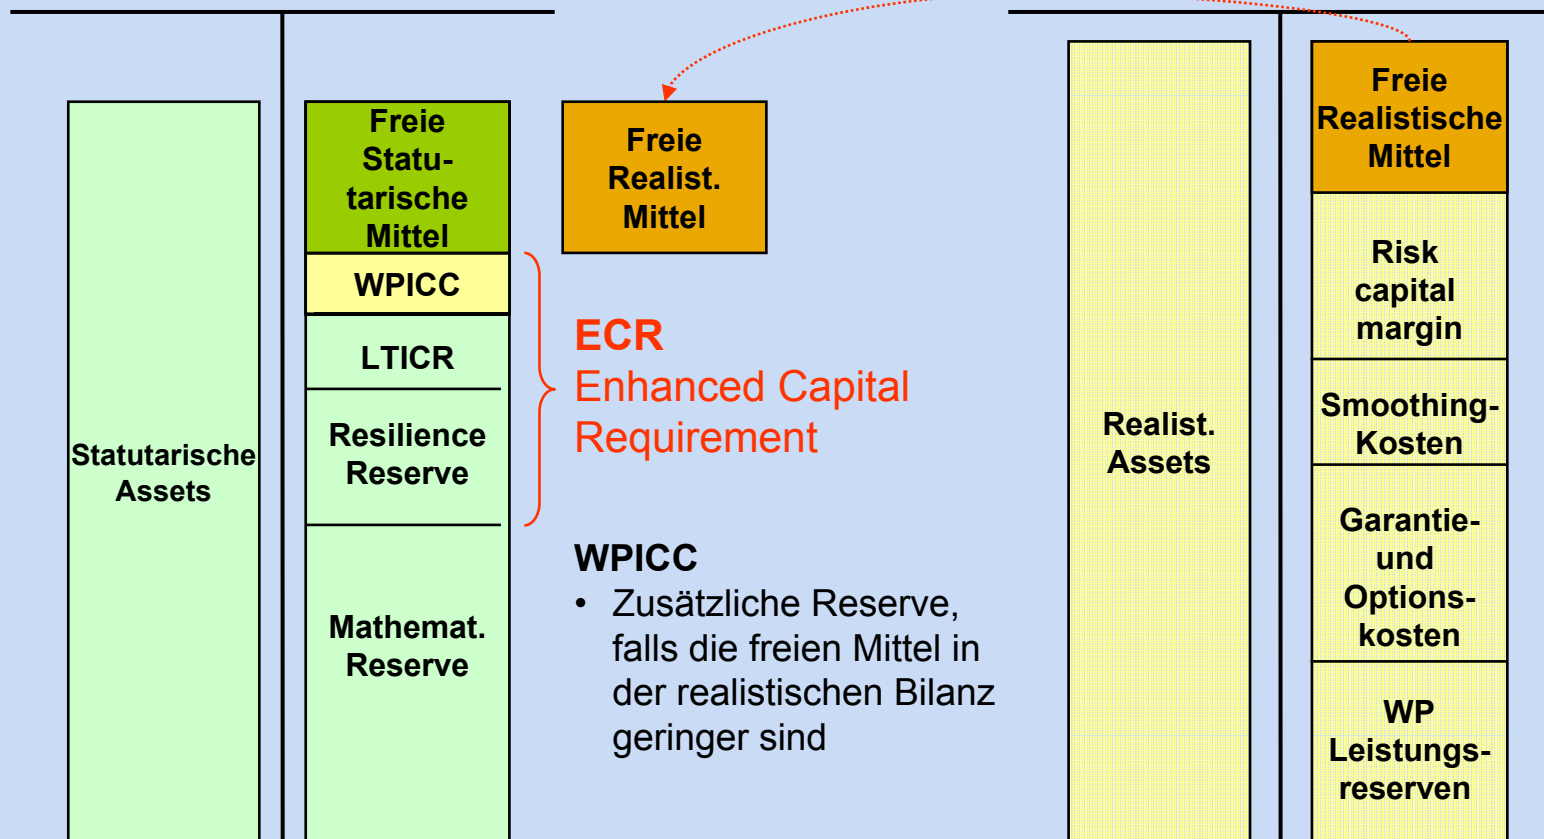 Statutarische
Assets
Freie
Statu-
tarische
Mittel
WPICC
LTICR
Resilience
Reserve
Mathemat.
Reserve
Freie
Realist.
Mittel
ECR
Enhanced Capital
Requirement
WPICC
• Zusätzliche Reserve,
falls die freien Mittel in
der realistischen Bilanz
geringer sind
Realist.
Assets
Freie
Realistische
Mittel
Risk
capital
margin
Smoothing-
Kosten
Garantie-
und
Options-
kosten
WP
Leistungs-
reserven